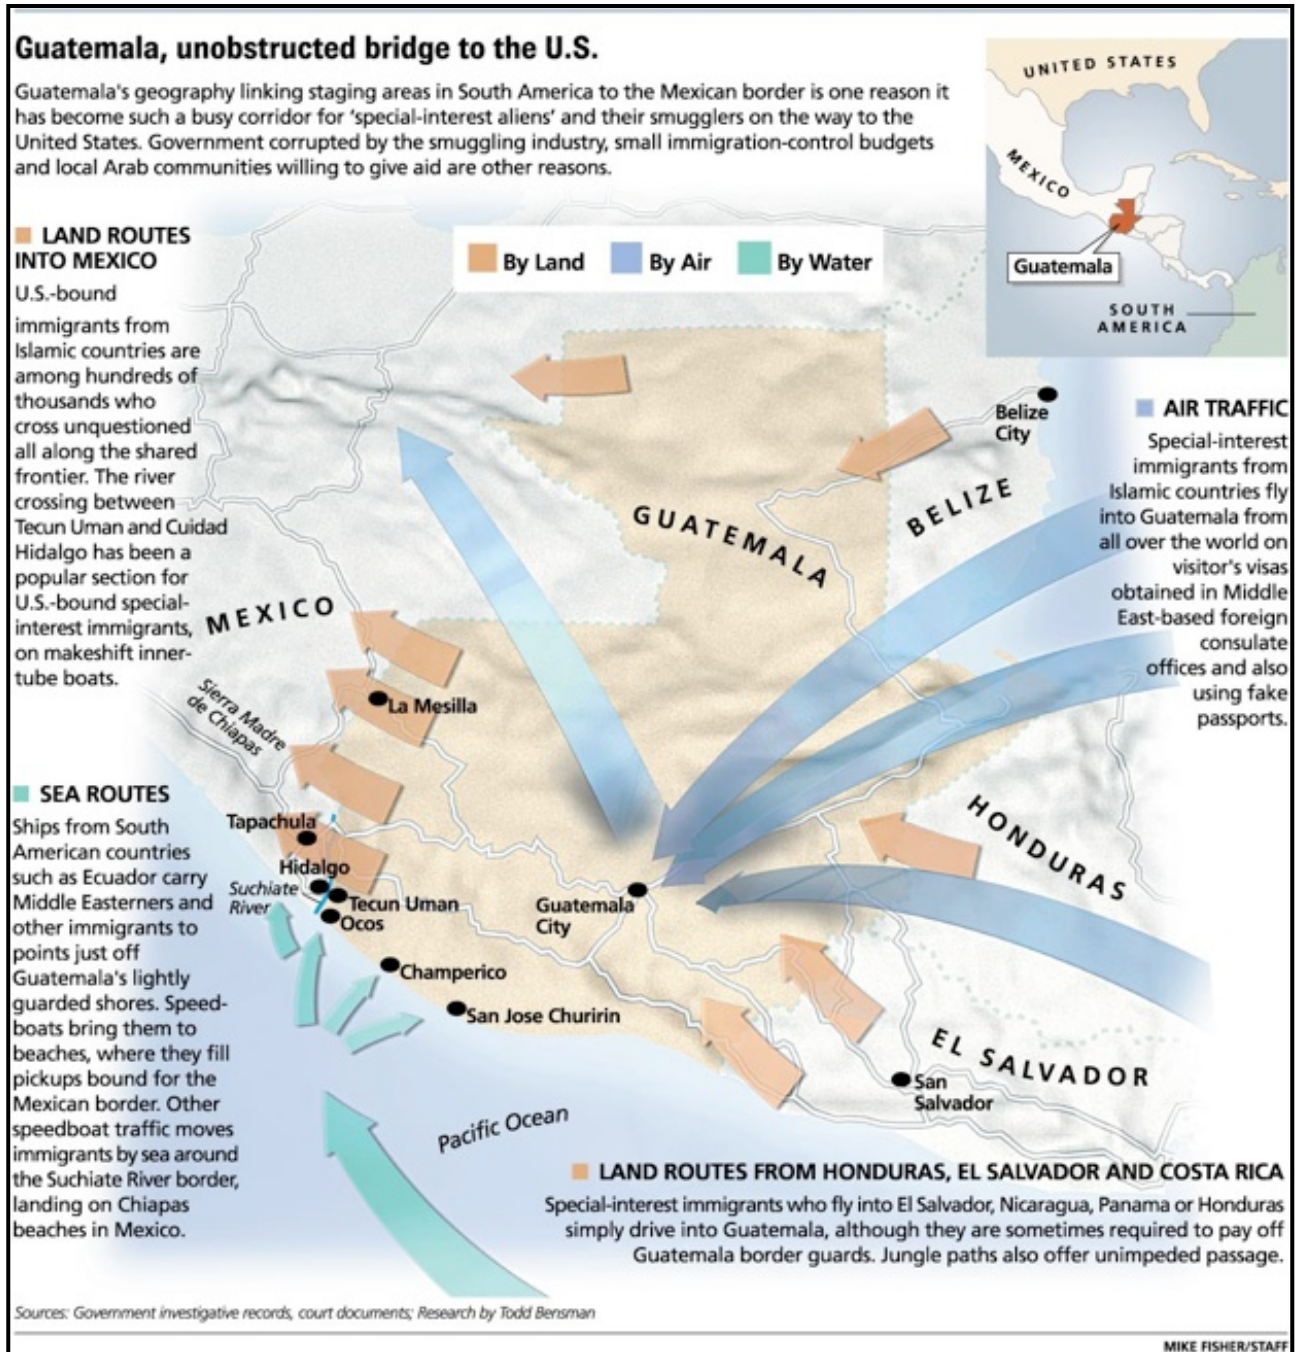 Guatemala, unobstructed bridge to the U.S.
Guatemala's geography linking staging areas in South America to the Mexican border is one reason it
has become such a busy corridor for 'special-interest aliens' and their smugglers on the way to the
United States. Government corrupted by the smuggling industry, small immigration-control budgets
and local Arab communities willing to give aid are other reasons.
UNITED STATES
MEXICO
Guatemala
SOUTH
AMERICA
LAND ROUTES
INTO MEXICO
U.S.-bound
immigrants from
Islamic countries are
among hundreds of
thousands who
cross unquestioned
all along the shared
frontier. The river
crossing between
Tecun Uman and Cuidad
Hidalgo has been a
popular section for
U.S.-bound special-
interest immigrants,
on makeshift inner-
tube boats.
By Land
By Air
By Water
Belize
City
BELIZE
GUATEMALA
MEXICO
AIR TRAFFIC
Special-interest
immigrants from
Islamic countries fly
into Guatemala from
all over the world on
visitor's visas
obtained in Middle
East-based foreign
consulate
offices and also
using fake
passports.
Sierra Madre
de Chiapas
La Mesilla
Tapachula
Hidalgo
Suchiate
River
Tecun Uman
Ocos
Champerico
San Jose Churirin
Guatemala
City
HONDURAS
EL SALVADOR
San
Salvador
Pacific Ocean
SEA ROUTES
Ships from South
American countries
such as Ecuador carry
Middle Easterners and
other immigrants to
points just off
Guatemala's lightly
guarded shores. Speed-
boats bring them to
beaches, where they fill
pickups bound for the
Mexican border. Other
speedboat traffic moves
immigrants by sea around
the Suchiate River border,
landing on Chiapas
beaches in Mexico.
LAND ROUTES FROM HONDURAS, EL SALVADOR AND COSTA RICA
Special-interest immigrants who fly into El Salvador, Nicaragua, Panama or Honduras
simply drive into Guatemala, although they are sometimes required to pay off
Guatemala border guards. Jungle paths also offer unimpeded passage.
Sources: Government investigative records, court documents; Research by Todd Bensman
MIKE FISHER/STAFF